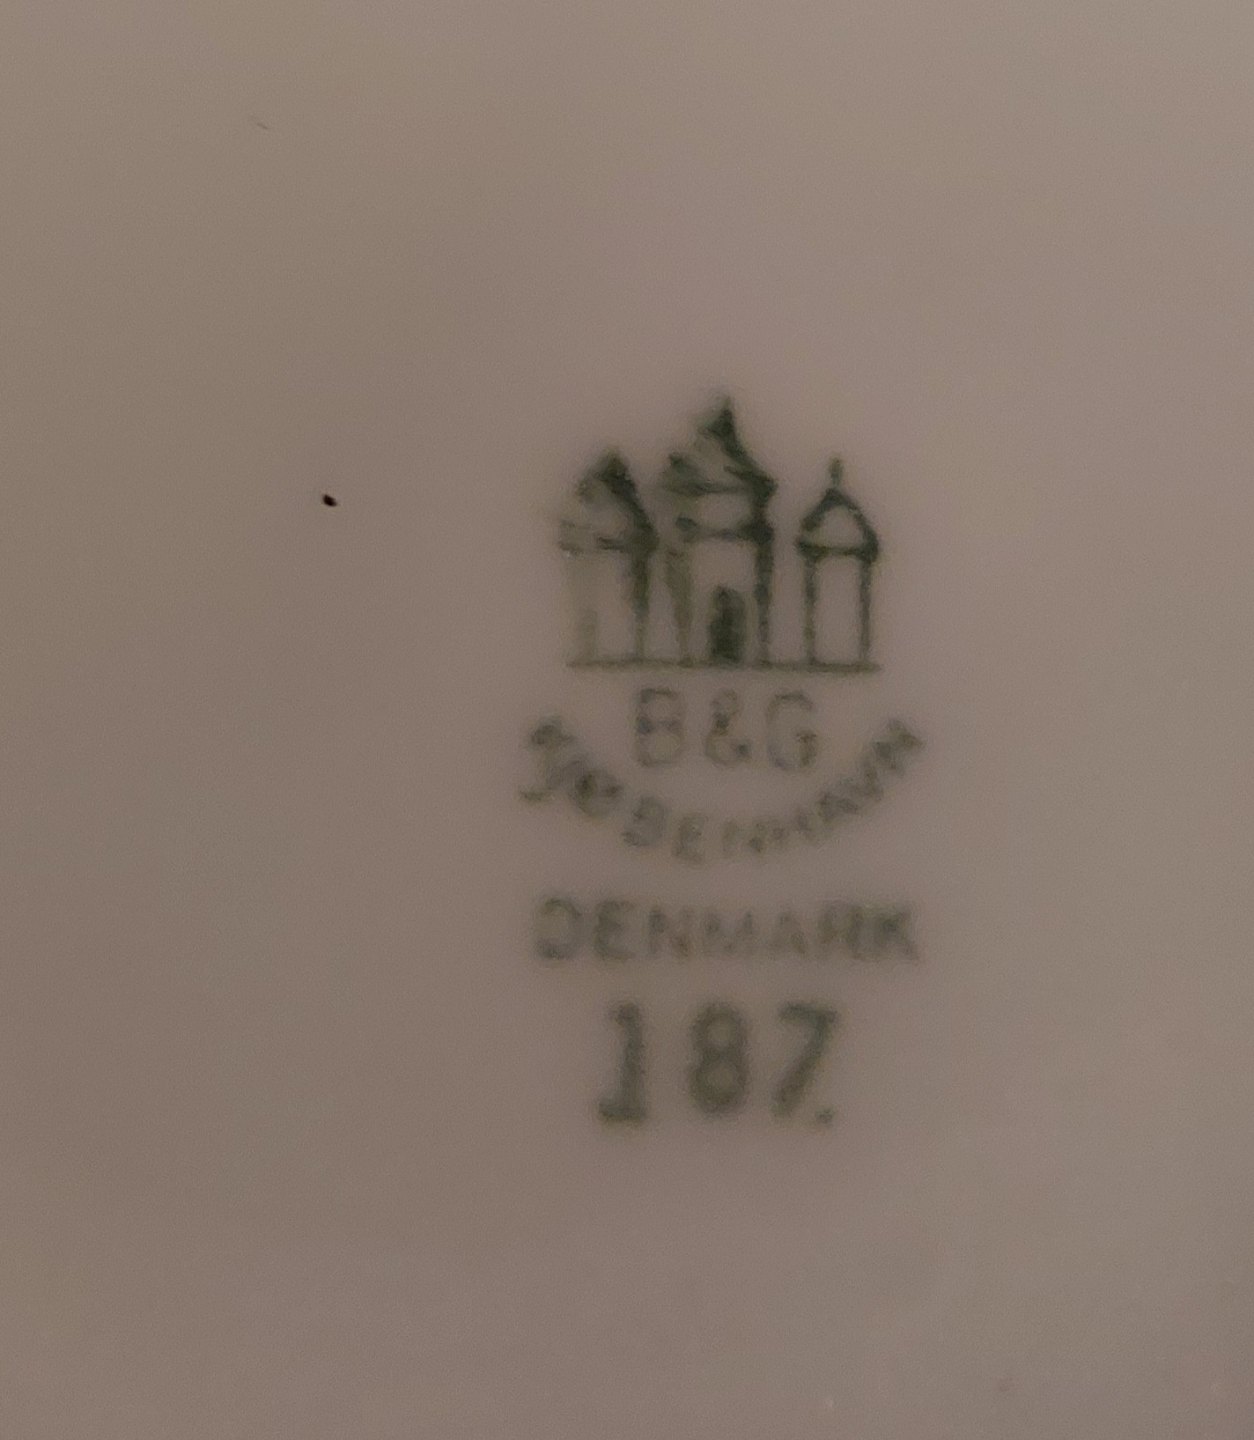 B&G
KJØBENHAVN
DENMARK
187.